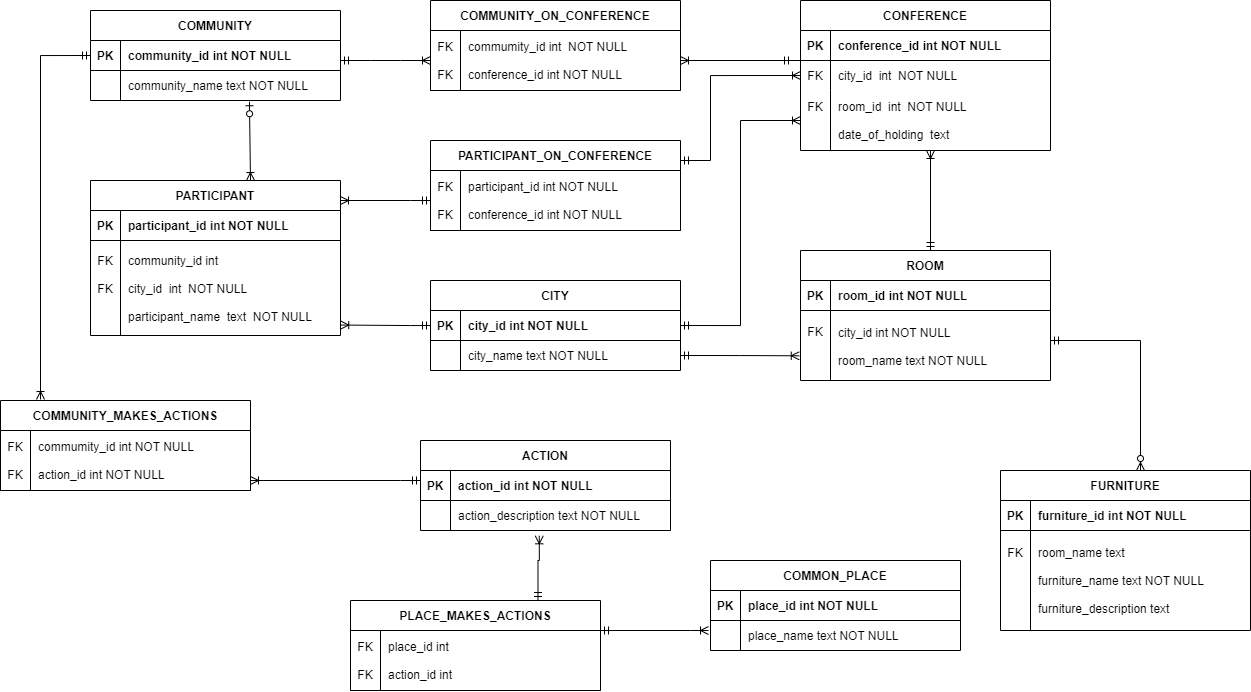 COMMUNITY
PK community_id int NOT NULL
community_name text NOT NULL
COMMUNITY_ON_CONFERENCE
FK commumity_id int NOT NULL
FK conference_id int NOT NULL
CONFERENCE
PK conference_id int NOT NULL
FK city_id int NOT NULL
FK room_id int NOT NULL
date_of_holding text
PARTICIPANT
PK participant_id int NOT NULL
FK community_id int
FK city_id int NOT NULL
participant_name text NOT NULL
PARTICIPANT_ON_CONFERENCE
FK participant_id int NOT NULL
FK conference_id int NOT NULL
CITY
PK city_id int NOT NULL
city_name text NOT NULL
ROOM
PK room_id int NOT NULL
FK city_id int NOT NULL
room_name text NOT NULL
COMMUNITY_MAKES_ACTIONS
FK commumity_id int NOT NULL
FK action_id int NOT NULL
ACTION
PK action_id int NOT NULL
action_description text NOT NULL
FURNITURE
PK furniture_id int NOT NULL
FK room_name text
furniture_name text NOT NULL
furniture_description text
PLACE_MAKES_ACTIONS
FK place_id int
FK action_id int
COMMON_PLACE
PK place_id int NOT NULL
place_name text NOT NULL